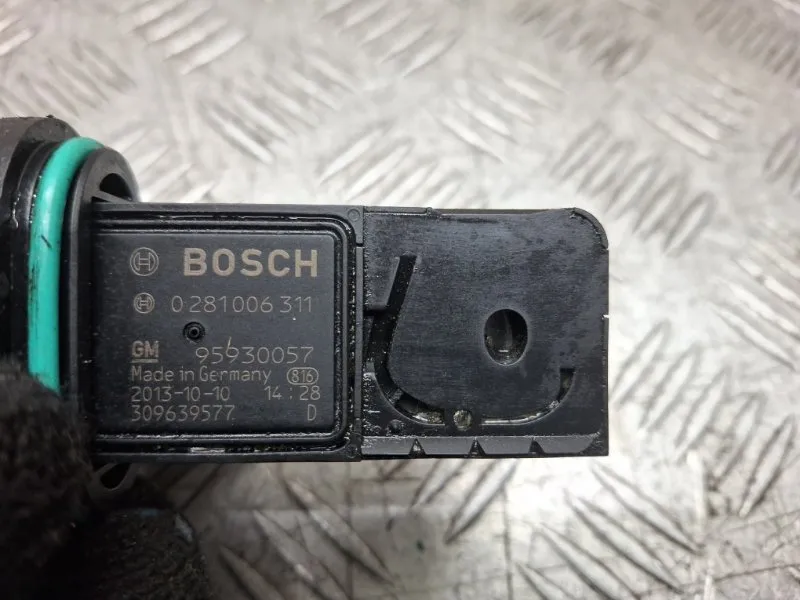 BOSCH
0 281 006 311
GM 95930057
Made in Germany 816
2013-10-10 14:28
309639577 D